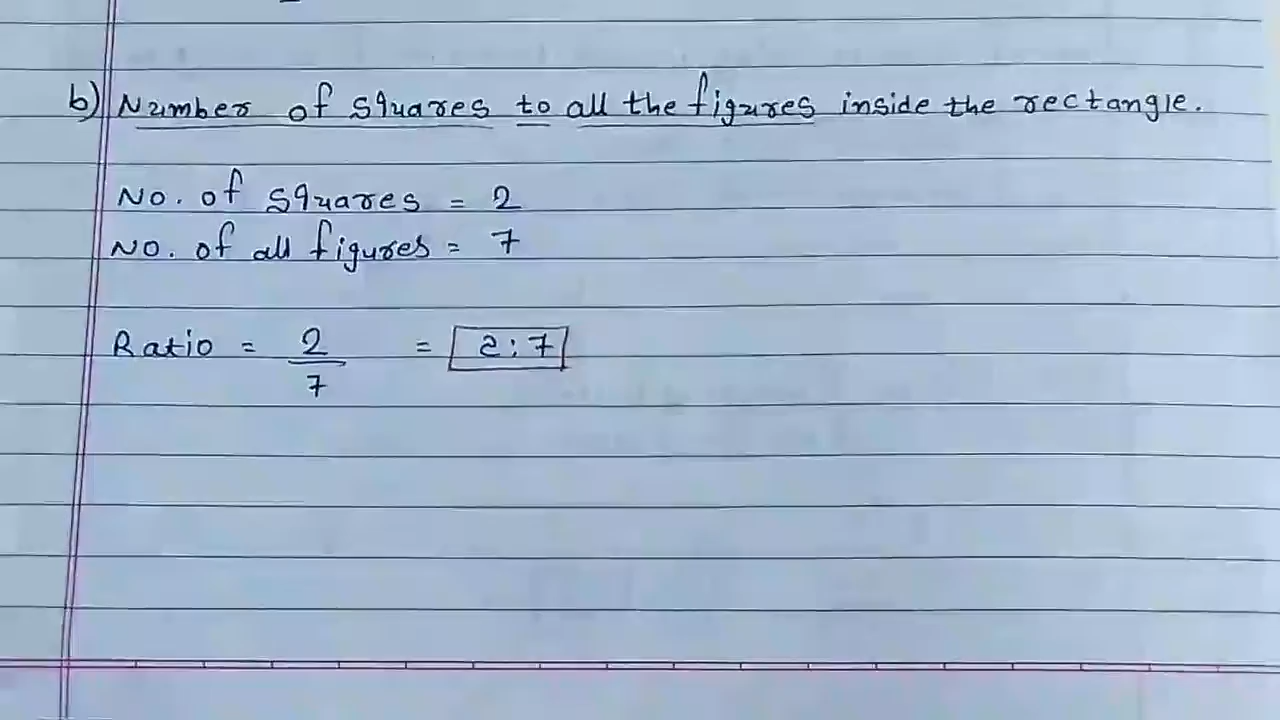 b) Number of squares to all the figures inside the rectangle.
No. of squares = 2
No. of all figures = 7
Ratio = 2/7 = 2:7